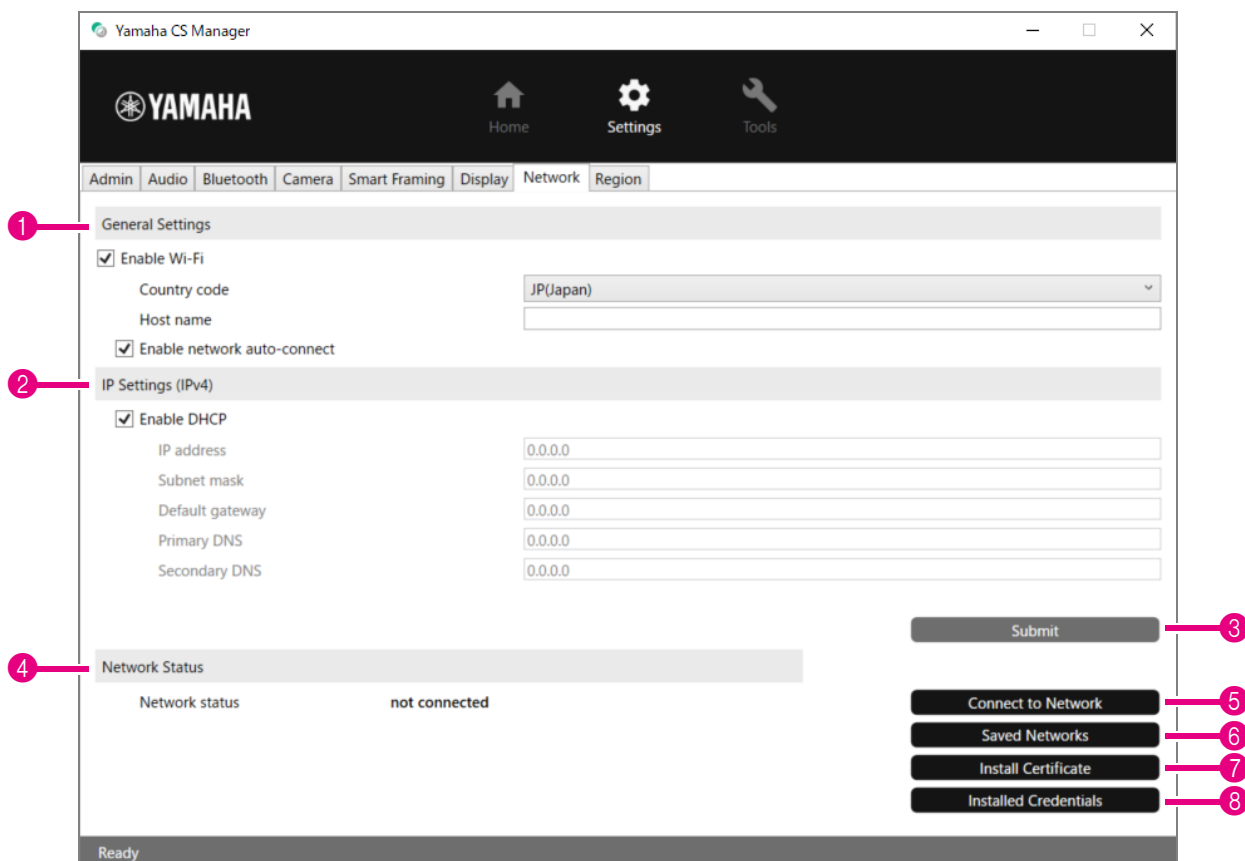 Yamaha CS Manager
YAMAHA
Home Settings Tools
Admin Audio Bluetooth Camera Smart Framing Display Network Region
1 General Settings
Enable Wi-Fi
Country code JP(Japan)
Host name
Enable network auto-connect
2 IP Settings (IPv4)
Enable DHCP
IP address 0.0.0.0
Subnet mask 0.0.0.0
Default gateway 0.0.0.0
Primary DNS 0.0.0.0
Secondary DNS 0.0.0.0
Submit 3
4 Network Status
Network status not connected Connect to Network 5
Saved Networks 6
Install Certificate 7
Installed Credentials 8
Ready